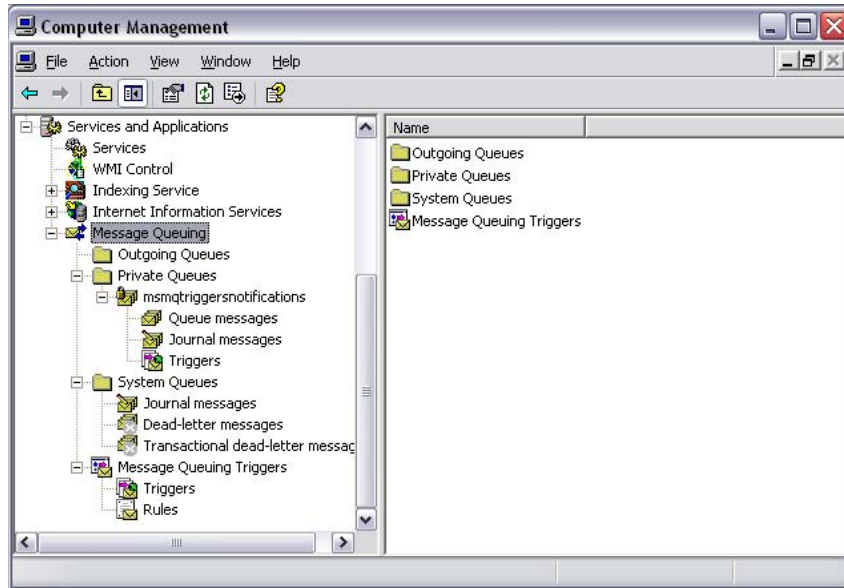 Computer Management
File Action View Window Help
Services and Applications
Services
WMI Control
Indexing Service
Internet Information Services
Message Queuing
Outgoing Queues
Private Queues
msmqtriggersnotifications
Queue messages
Journal messages
Triggers
System Queues
Journal messages
Dead-letter messages
Transactional dead-letter messag
Message Queuing Triggers
Triggers
Rules
Name
Outgoing Queues
Private Queues
System Queues
Message Queuing Triggers